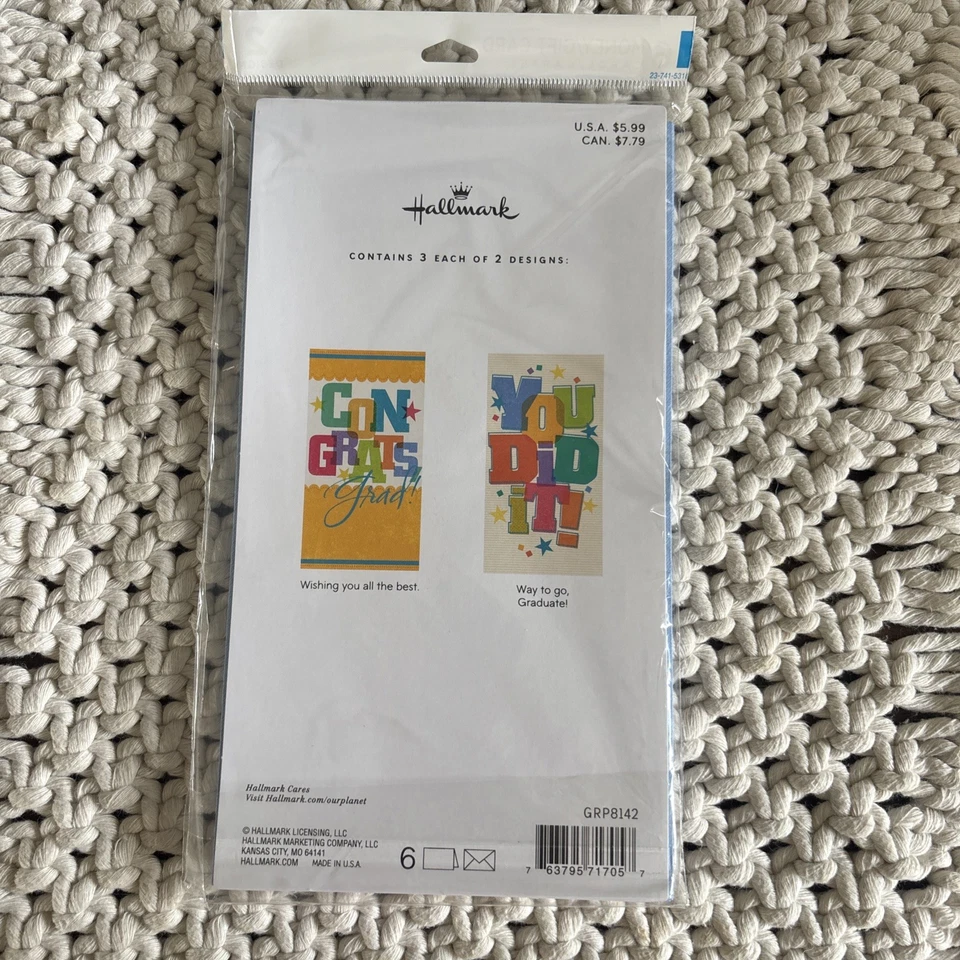 23-741-531
U.S.A. $5.99
CAN. $7.79
Hallmark
CONTAINS 3 EACH OF 2 DESIGNS:
CON
GRATS
Grad!
YOU
DiD
iT!
Wishing you all the best.
Way to go,
Graduate!
Hallmark Cares
Visit Hallmark.com/ourplanet
GRP8142
© HALLMARK LICENSING, LLC
HALLMARK MARKETING COMPANY, LLC
KANSAS CITY, MO 64141
HALLMARK.COM MADE IN U.S.A.
6
7 63795 71705 7